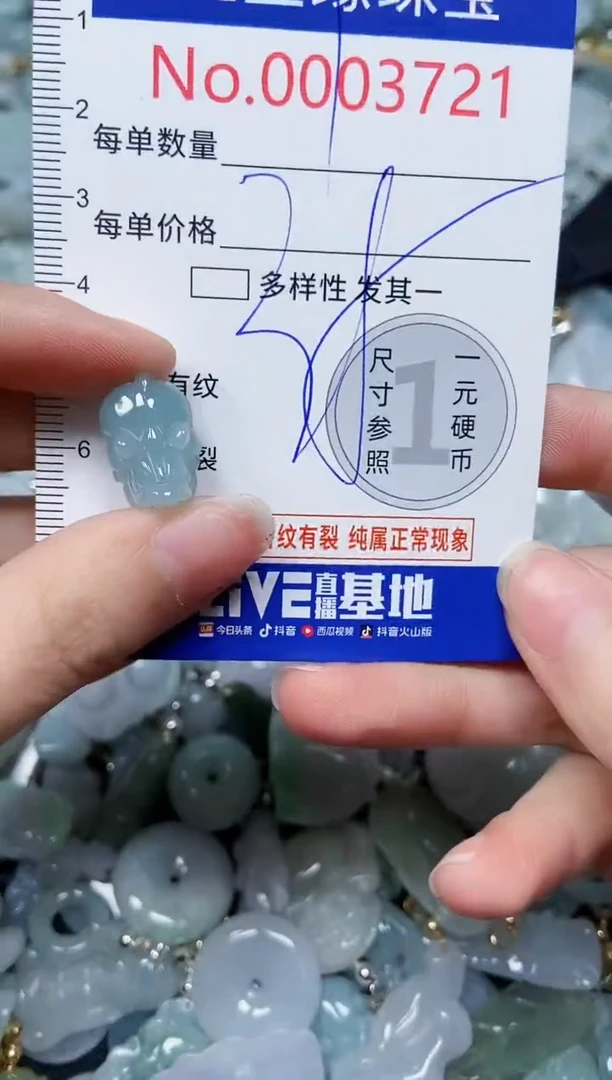 1
No.0003721
2
每单数量
3
每单价格
4
多样性 发其一
有纹
尺寸参照
1
一元硬币
6
裂
纹有裂 纯属正常现象
LIVE直播基地
今日头条 抖音 西瓜视频 抖音火山版